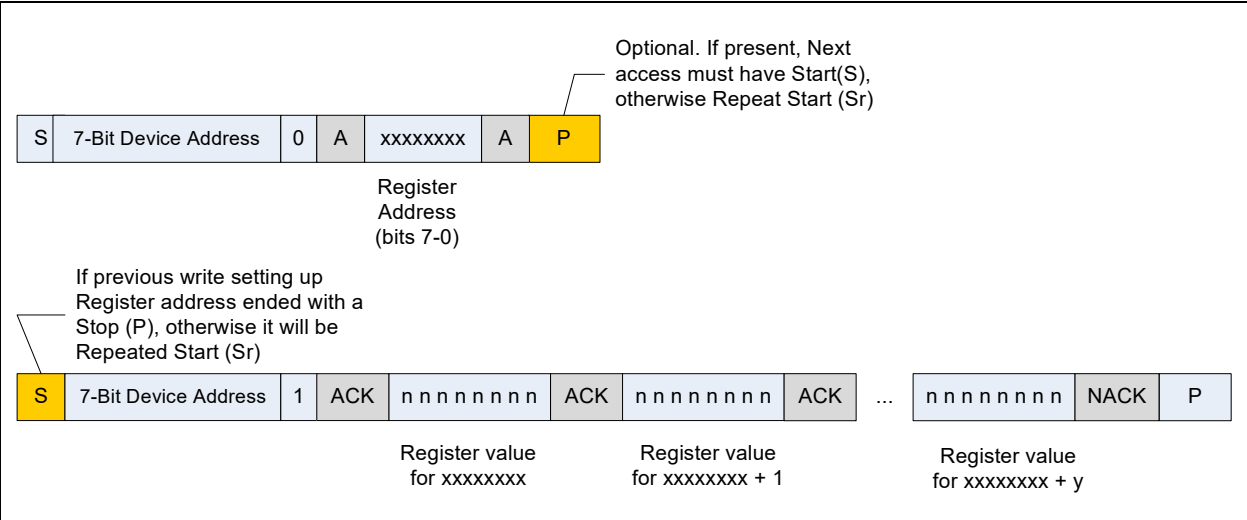 Optional. If present, Next
access must have Start(S),
otherwise Repeat Start (Sr)
S 7-Bit Device Address 0 A xxxxxxxx A P
Register
Address
(bits 7-0)
If previous write setting up
Register address ended with a
Stop (P), otherwise it will be
Repeated Start (Sr)
S 7-Bit Device Address 1 ACK n n n n n n n n ACK n n n n n n n n ACK ... n n n n n n n n NACK P
Register value
for xxxxxxxx
Register value
for xxxxxxxx + 1
Register value
for xxxxxxxx + y